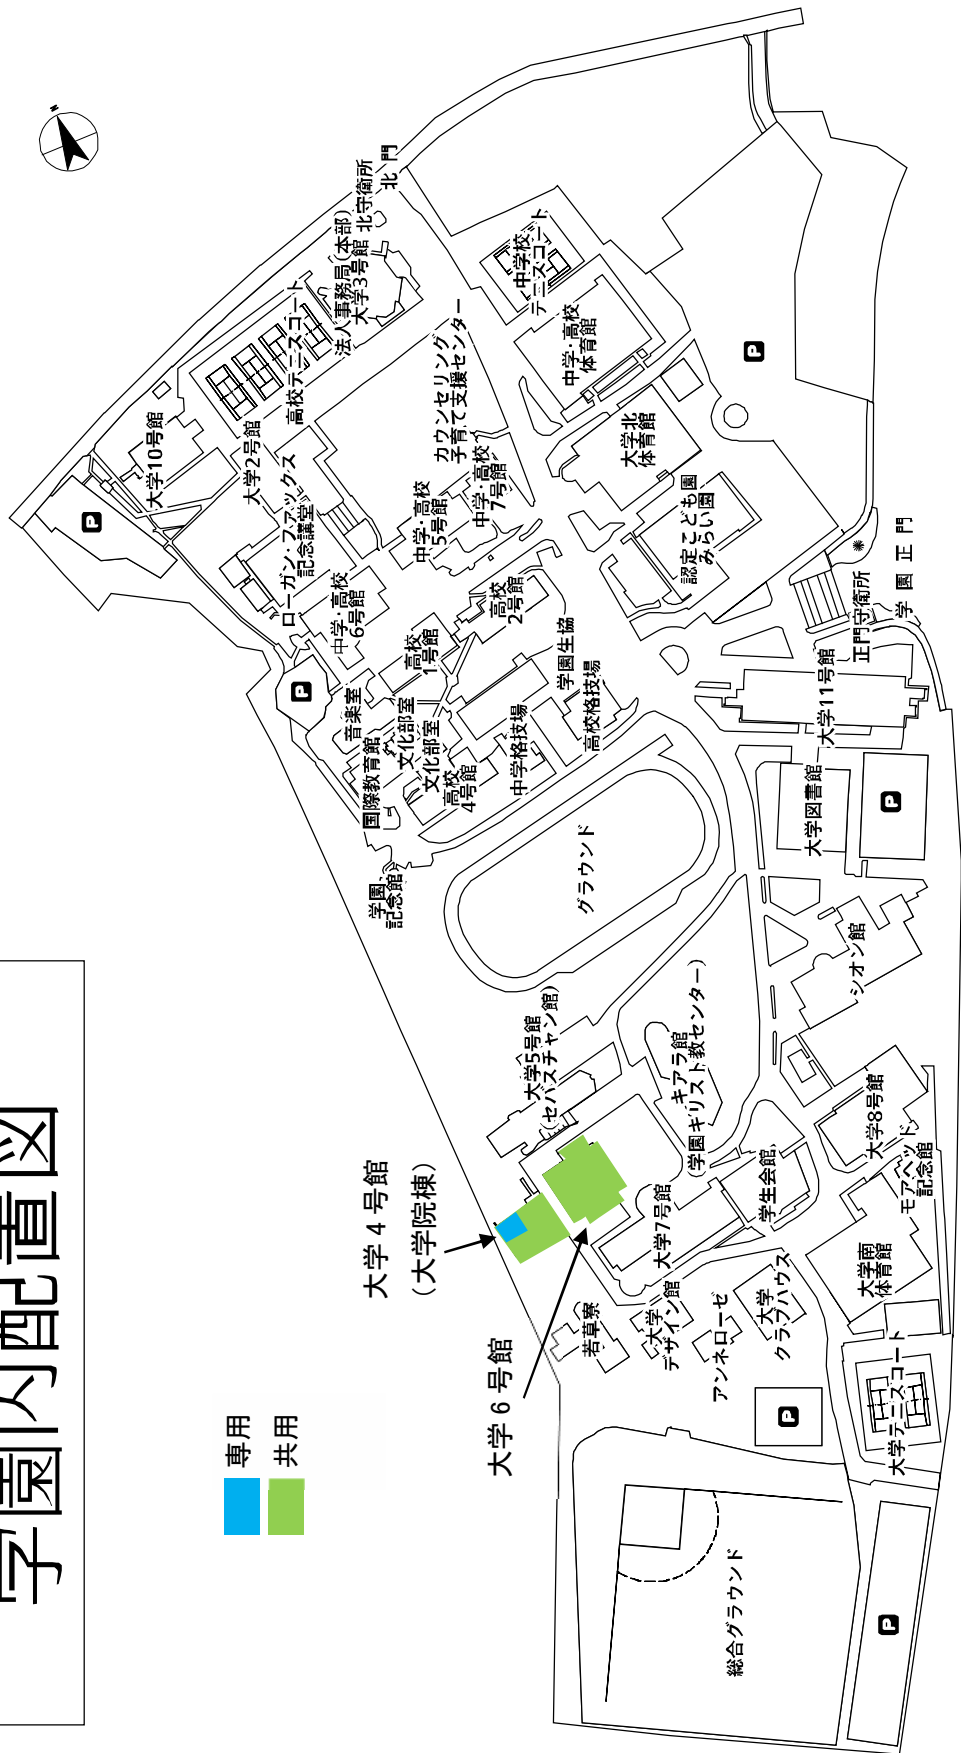 学園内配置図
専用
共用
大学４号館
（大学院棟）
大学６号館
N
北門
北守衛所
法人事務局(本部)
大学3号館
高校テニスコート
大学10号館
大学2号館
ローガン・ファックス
記念講堂
中学校
テニスコート
中学・高校
体育館
カウンセリング
子育て支援センター
中学・高校
7号館
中学・高校
5号館
中学・高校
6号館
大学北
体育館
認定こども園
みらい園
高校
2号館
高校
1号館
学園生協
音楽室
文化部室
文化部室
国際教育館
高校
4号館
中学格技場
高校格技場
学園
記念館
グラウンド
学園正門
正門守衛所
大学11号館
大学図書館
シオン館
大学5号館
(セバスチャン館)
キアラ館
(学園キリスト教センター)
大学8号館
モアヘッド
記念館
学生会館
大学7号館
大学南
体育館
大学
クラブハウス
アンネローゼ
大学
デザイン館
若草寮
大学テニスコート
総合グラウンド
P
P
P
P
P
P